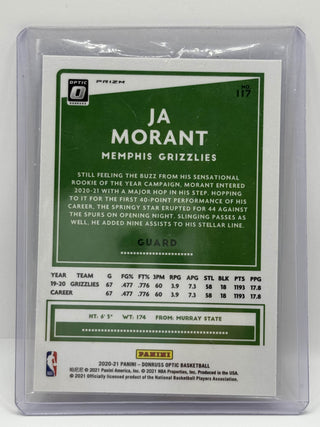 OPTIC
DONRUSS
PRIZM
NO.
117
JA
MORANT
MEMPHIS GRIZZLIES
STILL FEELING THE BUZZ FROM HIS SENSATIONAL
ROOKIE OF THE YEAR CAMPAIGN, MORANT ENTERED
2020-21 WITH A MAJOR HOP IN HIS STEP. HOPPING
TO IT FOR THE FIRST 40-POINT PERFORMANCE OF HIS
CAREER, THE SPRINGY STAR ERUPTED FOR 44 AGAINST
THE SPURS ON OPENING NIGHT. SLINGING PASSES AS
WELL, HE ADDED NINE ASSISTS TO HIS STELLAR LINE.
GUARD
YEAR TEAM G FG% FT% 3PM RPG APG STL BLK PTS PPG
19-20 GRIZZLIES 67 .477 .776 60 3.9 7.3 58 18 1193 17.8
CAREER 67 .477 .776 60 3.9 7.3 58 18 1193 17.8
HT: 6' 3" WT: 174 FROM: MURRAY STATE
PANINI
2020-21 PANINI - DONRUSS OPTIC BASKETBALL
帕尼尼 © 2021 Panini America, Inc. © 2021 NBA Properties, Inc. Produced in the USA.
© 2021 Officially licensed product of the National Basketball Players Association.